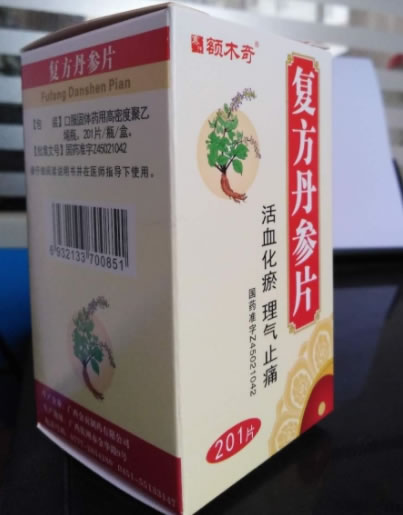 复方丹参片
Fufang Danshen Pian
【包 装】口服固体药用高密度聚乙
烯瓶,201片/瓶/盒。
【批准文号】国药准字Z45021042
请仔细阅读说明书并在医师指导下使用。
6932133700851
额木奇®
复方丹参片
活血化瘀 理气止痛
国药准字Z45021042
201片